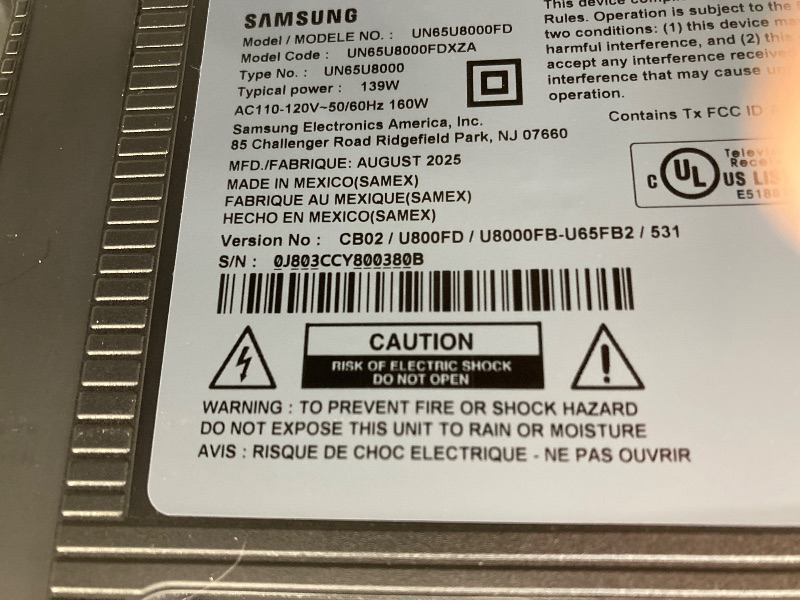 SAMSUNG
Model / MODELE NO. : UN65U8000FD
Model Code : UN65U8000FDXZA
Type No. : UN65U8000
Typical power : 139W
AC110-120V~50/60Hz 160W
Samsung Electronics America, Inc.
85 Challenger Road Ridgefield Park, NJ 07660
MFD./FABRIQUE: AUGUST 2025
MADE IN MEXICO(SAMEX)
FABRIQUE AU MEXIQUE(SAMEX)
HECHO EN MEXICO(SAMEX)
Version No : CB02 / U800FD / U8000FB-U65FB2 / 531
S/N : 0J803CCY800380B
This device
Rules. Operation is subject to the
two conditions: (1) this device
harmful interference, and (2) this
accept any interference
interference that may cause
operation.
Contains Tx FCC ID
C UL US
CAUTION
RISK OF ELECTRIC SHOCK
DO NOT OPEN
WARNING : TO PREVENT FIRE OR SHOCK HAZARD
DO NOT EXPOSE THIS UNIT TO RAIN OR MOISTURE
AVIS : RISQUE DE CHOC ELECTRIQUE - NE PAS OUVRIR